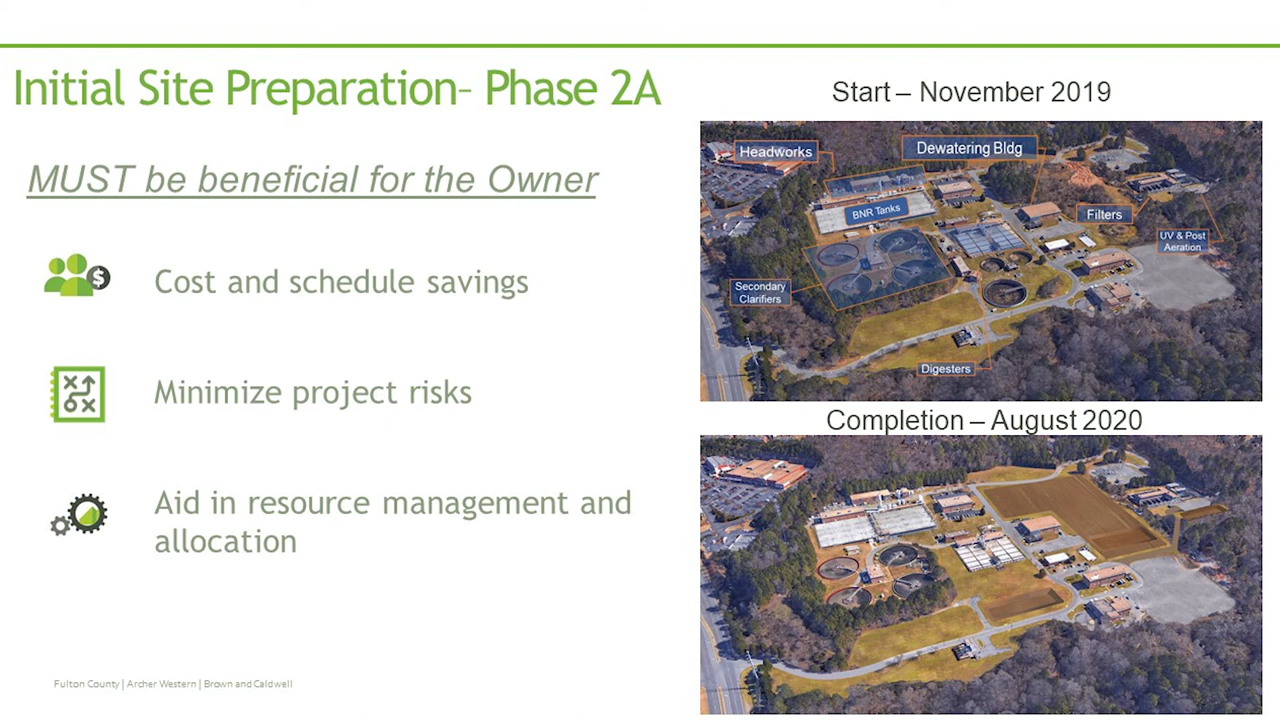 Initial Site Preparation– Phase 2A
MUST be beneficial for the Owner
Cost and schedule savings
Minimize project risks
Aid in resource management and
allocation
Fulton County | Archer Western | Brown and Caldwell
Start – November 2019
Headworks
Dewatering Bldg
BNR Tanks
Filters
UV & Post
Aeration
Secondary
Clarifiers
Digesters
Completion – August 2020